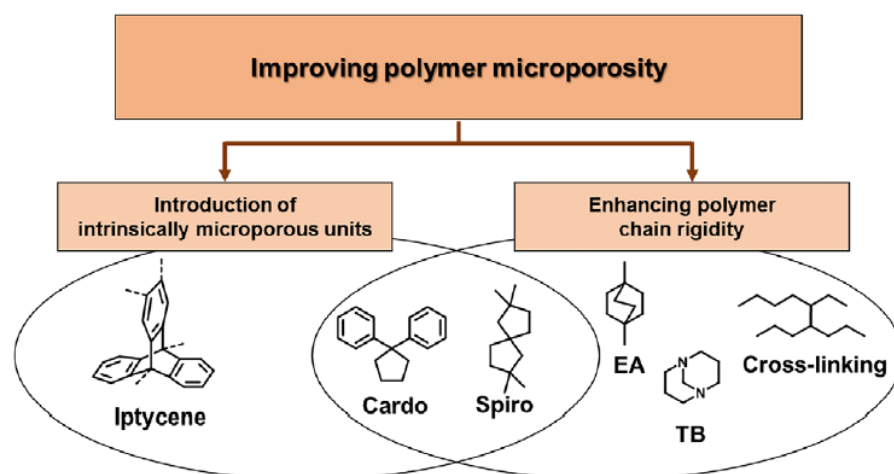 Improving polymer microporosity
Introduction of
intrinsically microporous units
Enhancing polymer
chain rigidity
Iptycene
Cardo
Spiro
EA
N
N
TB
Cross-linking